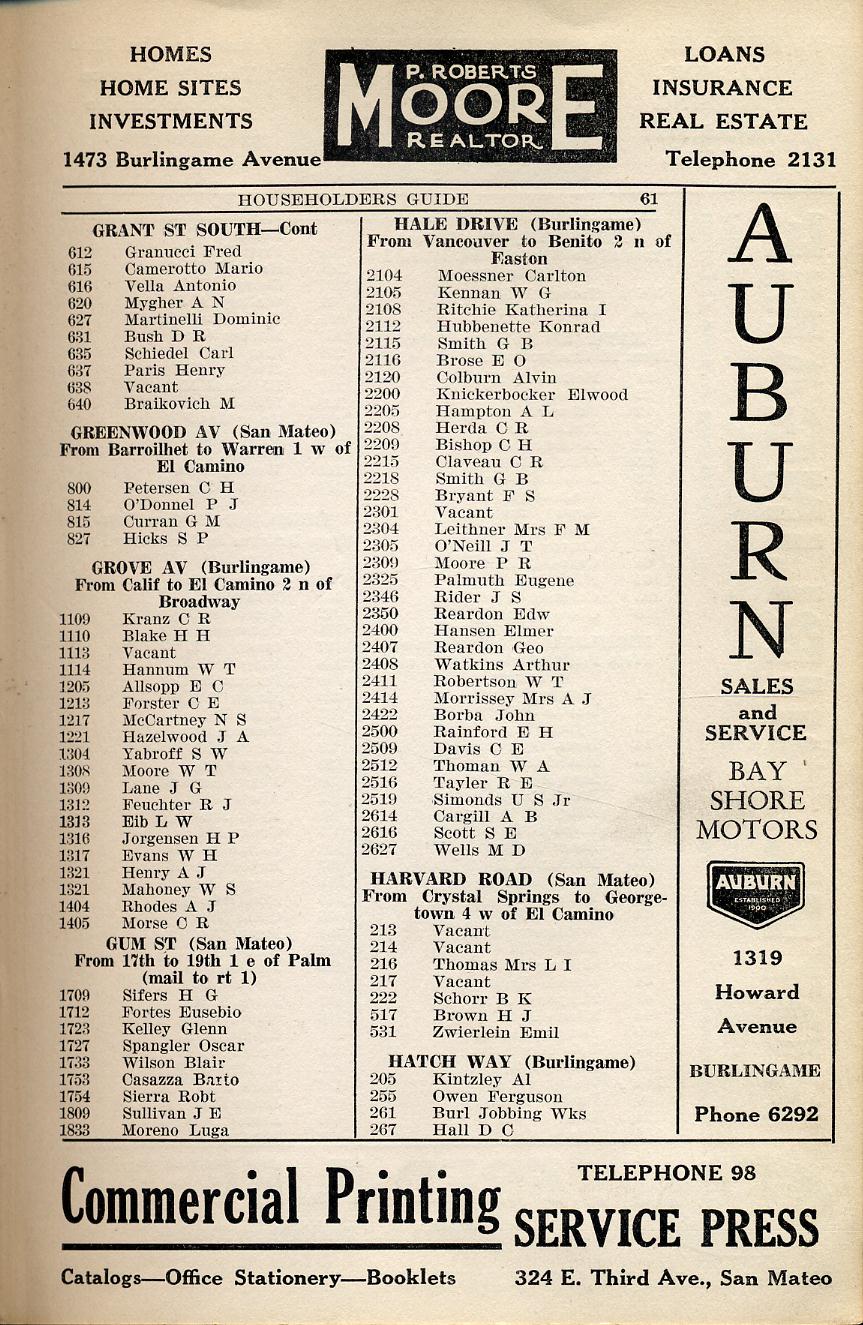 HOMES
HOME SITES
INVESTMENTS
1473 Burlingame Avenue
P. ROBERTS
MOORE
REALTOR
LOANS
INSURANCE
REAL ESTATE
Telephone 2131
HOUSEHOLDERS GUIDE 61
GRANT ST SOUTH—Cont
612 Granucci Fred
615 Camerotto Mario
616 Vella Antonio
620 Mygher A N
627 Martinelli Dominic
631 Bush D R
635 Schiedel Carl
637 Paris Henry
638 Vacant
640 Braikovich M
GREENWOOD AV (San Mateo)
From Barroilhet to Warren 1 w of
El Camino
800 Petersen C H
814 O'Donnel P J
815 Curran G M
827 Hicks S P
GROVE AV (Burlingame)
From Calif to El Camino 2 n of
Broadway
1109 Kranz C R
1110 Blake H H
1113 Vacant
1114 Hannum W T
1205 Allsopp E C
1213 Forster C E
1217 McCartney N S
1221 Hazelwood J A
1304 Yabroff S W
1308 Moore W T
1309 Lane J G
1312 Feuchter R J
1313 Eib L W
1316 Jorgensen H P
1317 Evans W H
1321 Henry A J
1321 Mahoney W S
1404 Rhodes A J
1405 Morse C R
GUM ST (San Mateo)
From 17th to 19th 1 e of Palm
(mail to rt 1)
1709 Sifers H G
1712 Fortes Eusebio
1723 Kelley Glenn
1727 Spangler Oscar
1733 Wilson Blair
1753 Casazza Barto
1754 Sierra Robt
1809 Sullivan J E
1833 Moreno Luga
HALE DRIVE (Burlingame)
From Vancouver to Benito 2 n of
Easton
2104 Moessner Carlton
2105 Kennan W G
2108 Ritchie Katherina I
2112 Hubbenette Konrad
2115 Smith G B
2116 Brose E O
2120 Colburn Alvin
2200 Knickerbocker Elwood
2205 Hampton A L
2208 Herda C R
2209 Bishop C H
2215 Claveau C R
2218 Smith G B
2228 Bryant F S
2301 Vacant
2304 Leithner Mrs F M
2305 O'Neill J T
2309 Moore P R
2325 Palmuth Eugene
2346 Rider J S
2350 Reardon Edw
2400 Hansen Elmer
2407 Reardon Geo
2408 Watkins Arthur
2411 Robertson W T
2414 Morrissey Mrs A J
2422 Borba John
2500 Rainford E H
2509 Davis C E
2512 Thoman W A
2516 Tayler R E
2519 Simonds U S Jr
2614 Cargill A B
2616 Scott S E
2627 Wells M D
HARVARD ROAD (San Mateo)
From Crystal Springs to George-
town 4 w of El Camino
213 Vacant
214 Vacant
216 Thomas Mrs L I
217 Vacant
222 Schorr B K
517 Brown H J
531 Zwierlein Emil
HATCH WAY (Burlingame)
205 Kintzley Al
255 Owen Ferguson
261 Burl Jobbing Wks
267 Hall D C
AUBURN
SALES
and
SERVICE
BAY
SHORE
MOTORS
AUBURN
ESTABLISHED
1900
1319
Howard
Avenue
BURLINGAME
Phone 6292
Commercial Printing
Catalogs—Office Stationery—Booklets
TELEPHONE 98
SERVICE PRESS
324 E. Third Ave., San Mateo